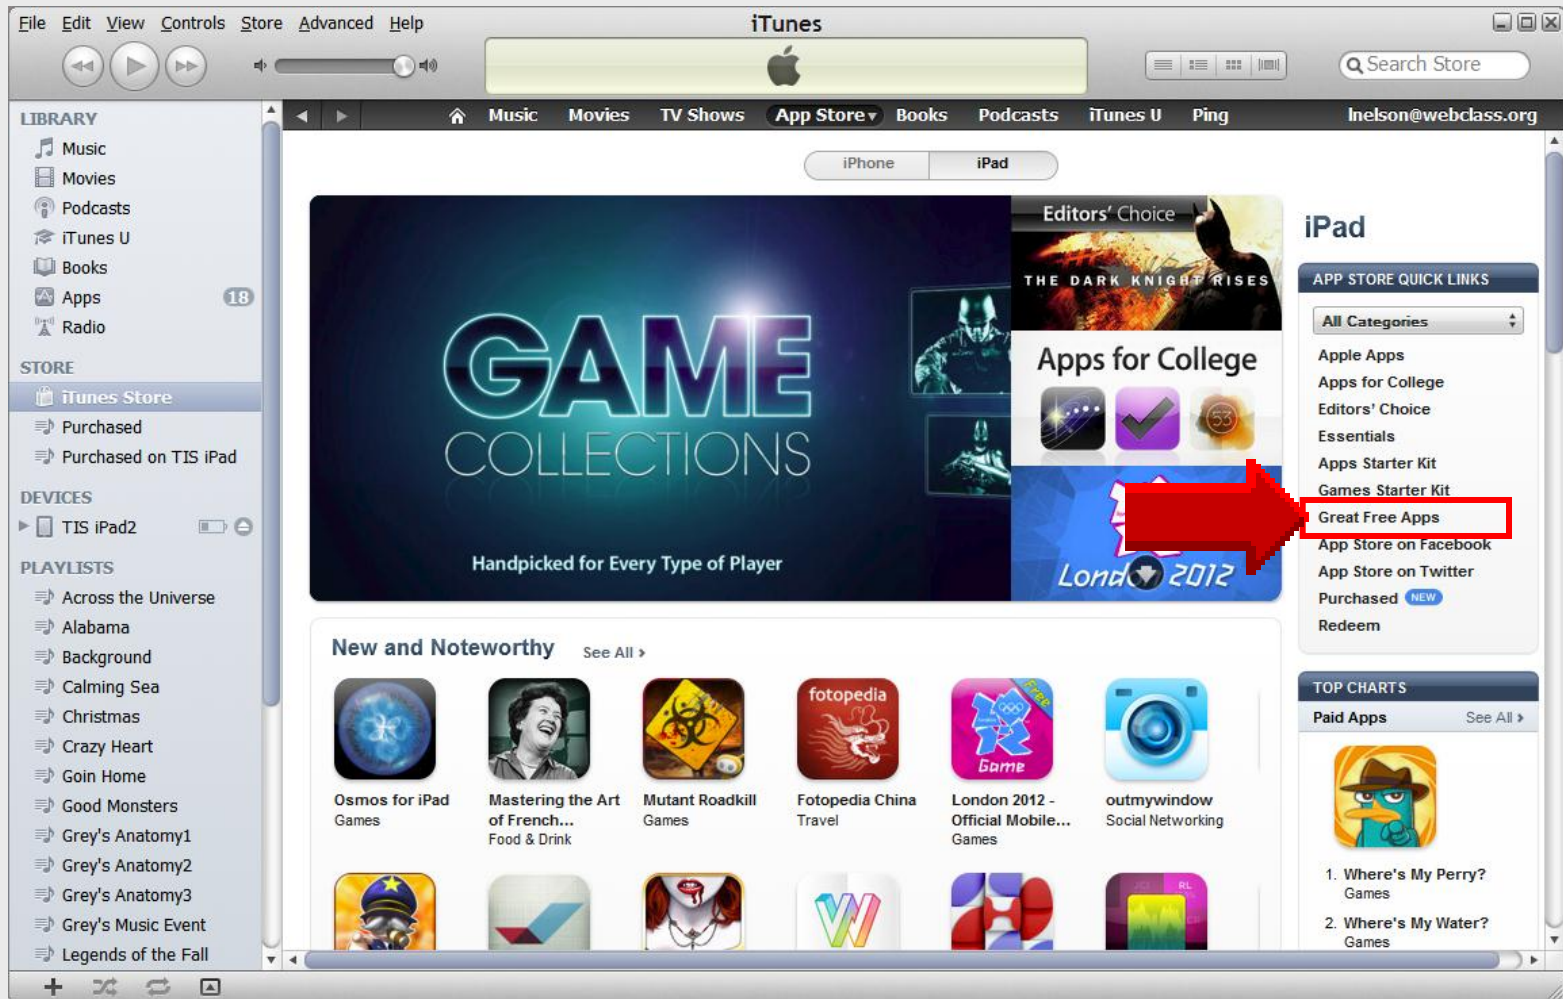 File Edit View Controls Store Advanced Help
iTunes
Search Store
LIBRARY
Music
Movies
Podcasts
iTunes U
Books
Apps 18
Radio
STORE
iTunes Store
Purchased
Purchased on TIS iPad
DEVICES
TIS iPad2
PLAYLISTS
Across the Universe
Alabama
Background
Calming Sea
Christmas
Crazy Heart
Goin Home
Good Monsters
Grey's Anatomy1
Grey's Anatomy2
Grey's Anatomy3
Grey's Music Event
Legends of the Fall
Music Movies TV Shows App Store Books Podcasts iTunes U Ping lnelson@webclass.org
iPhone iPad
GAME
COLLECTIONS
Handpicked for Every Type of Player
Editors' Choice
THE DARK KNIGHT RISES
Apps for College
53
London 2012
New and Noteworthy See All ›
fotopedia
Free
Game
Osmos for iPad
Games
Mastering the Art
of French...
Food & Drink
Mutant Roadkill
Games
Fotopedia China
Travel
London 2012 -
Official Mobile...
Games
outmywindow
Social Networking
RL
iPad
APP STORE QUICK LINKS
All Categories
Apple Apps
Apps for College
Editors' Choice
Essentials
Apps Starter Kit
Games Starter Kit
Great Free Apps
App Store on Facebook
App Store on Twitter
Purchased NEW
Redeem
TOP CHARTS
Paid Apps See All ›
1. Where's My Perry?
Games
2. Where's My Water?
Games